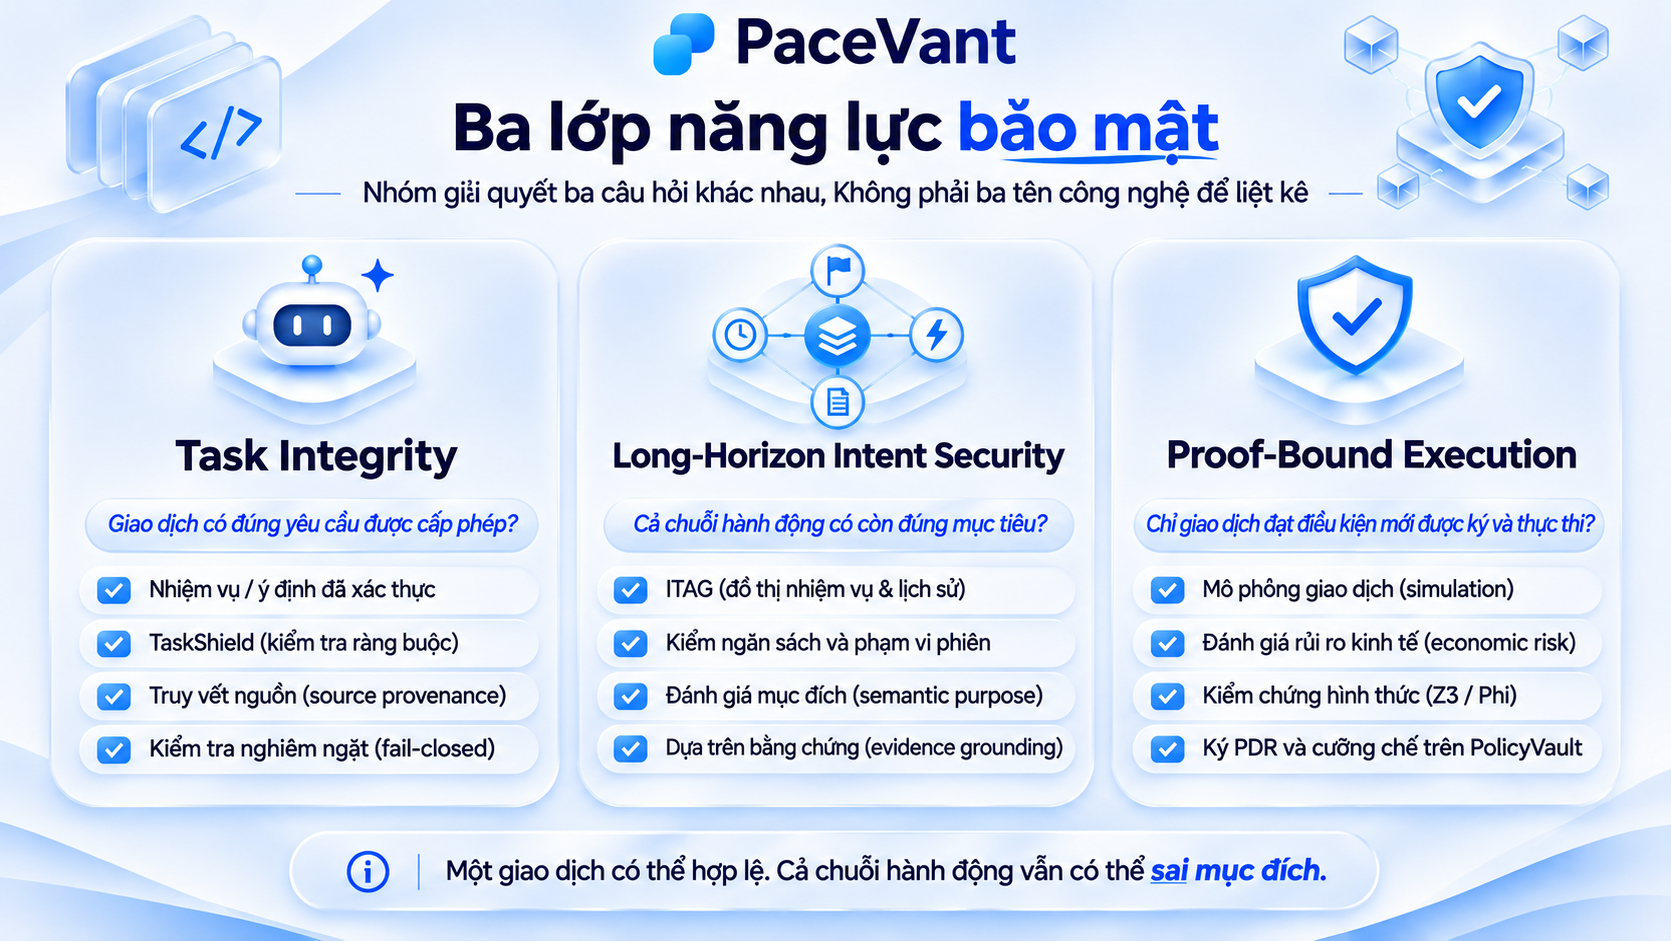 PaceVant
Ba lớp năng lực bảo mật
Nhóm giải quyết ba câu hỏi khác nhau, Không phải ba tên công nghệ để liệt kê
</>
Task Integrity
Giao dịch có đúng yêu cầu được cấp phép?
Nhiệm vụ / ý định đã xác thực
TaskShield (kiểm tra ràng buộc)
Truy vết nguồn (source provenance)
Kiểm tra nghiêm ngặt (fail-closed)
Long-Horizon Intent Security
Cả chuỗi hành động có còn đúng mục tiêu?
ITAG (đồ thị nhiệm vụ & lịch sử)
Kiểm ngăn sách và phạm vi phiên
Đánh giá mục đích (semantic purpose)
Dựa trên bằng chứng (evidence grounding)
Proof-Bound Execution
Chỉ giao dịch đạt điều kiện mới được ký và thực thi?
Mô phỏng giao dịch (simulation)
Đánh giá rủi ro kinh tế (economic risk)
Kiểm chứng hình thức (Z3 / Phi)
Ký PDR và cưỡng chế trên PolicyVault
Một giao dịch có thể hợp lệ. Cả chuỗi hành động vẫn có thể sai mục đích.